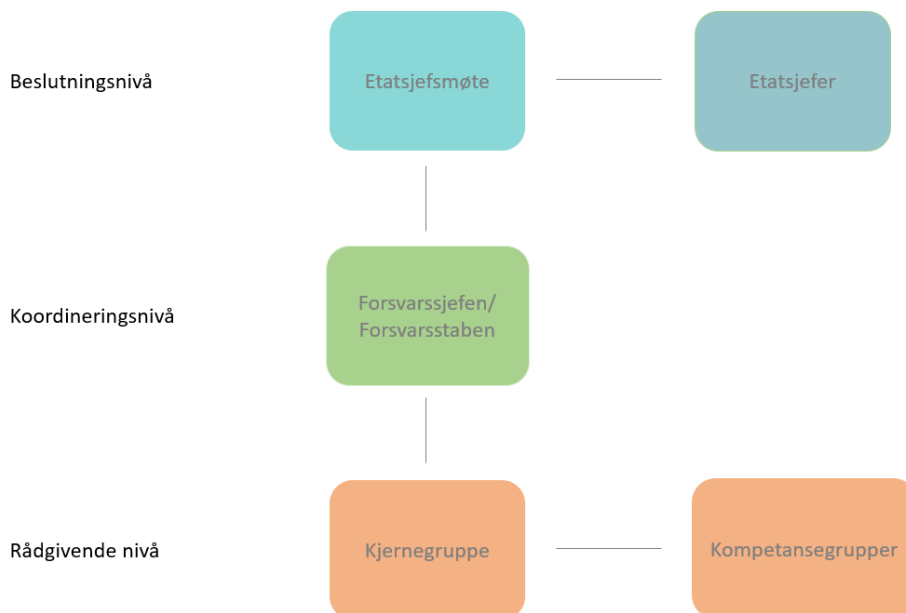 Beslutningsnivå
Etatsjefsmøte
Etatsjefer
Koordineringsnivå
Forsvarssjefen/
Forsvarsstaben
Rådgivende nivå
Kjernegruppe
Kompetansegrupper